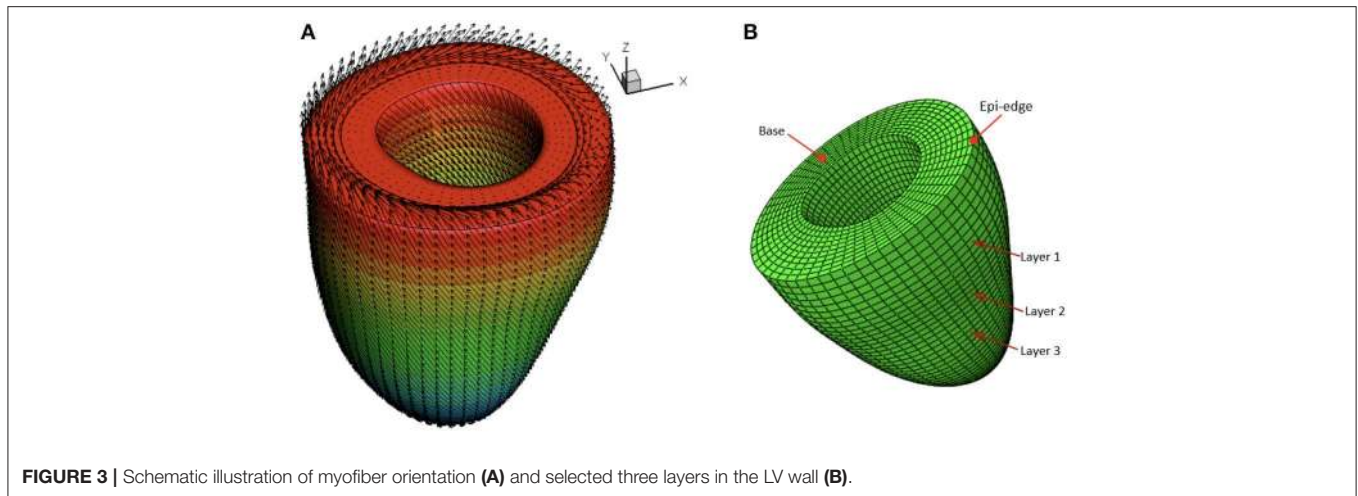 A
B
Y
Z
X
Base
Epi-edge
Layer 1
Layer 2
Layer 3
FIGURE 3 | Schematic illustration of myofiber orientation (A) and selected three layers in the LV wall (B).